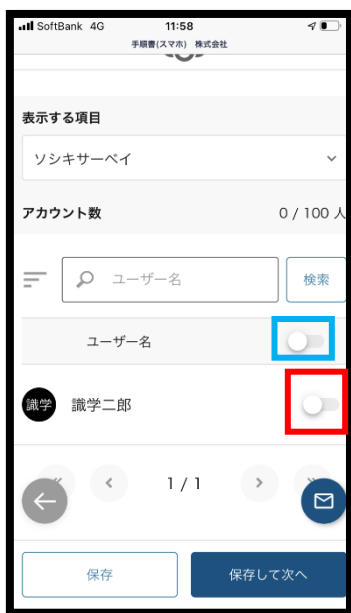 SoftBank 4G 11:58
手順書(スマホ) 株式会社
表示する項目
ソシキサーベイ
アカウント数 0 / 100 人
ユーザー名 検索
ユーザー名
識学 識学二郎
« ‹ 1 / 1 › »
保存 保存して次へ